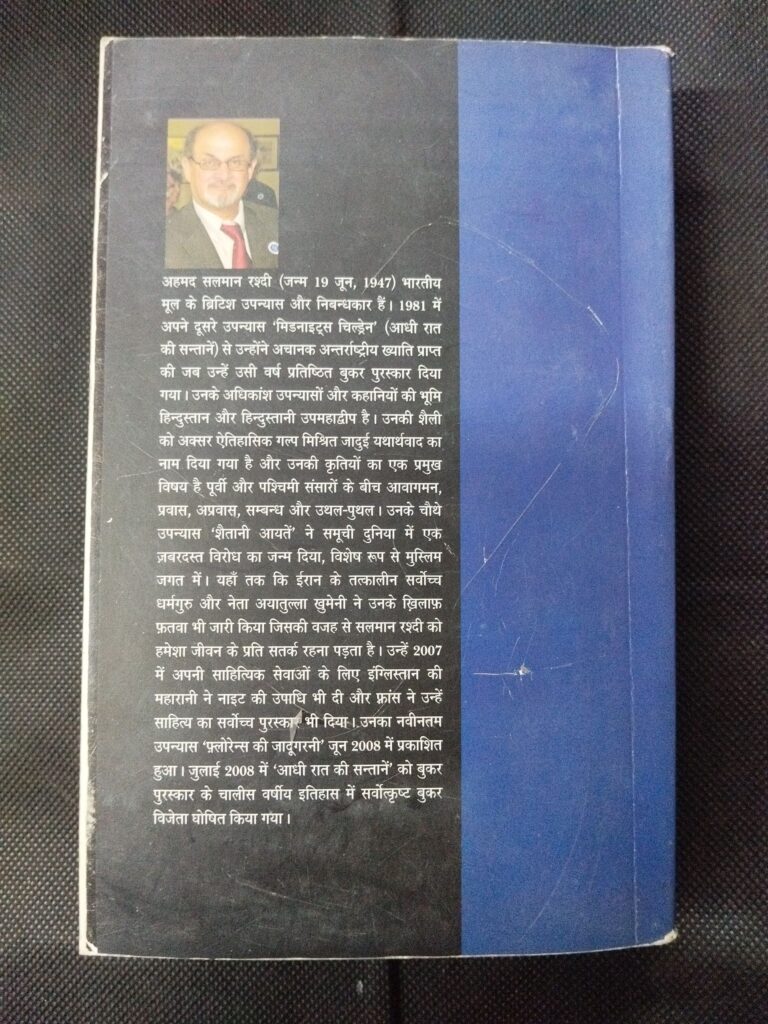 अहमद सलमान रश्दी (जन्म 19 जून, 1947) भारतीय
मूल के ब्रिटिश उपन्यास और निबन्धकार हैं। 1981 में
अपने दूसरे उपन्यास ‘मिडनाइट्स चिल्ड्रेन’ (आधी रात
की सन्तानें) से उन्होंने अचानक अन्तर्राष्ट्रीय ख्याति प्राप्त
की जब उन्हें उसी वर्ष प्रतिष्ठित बुकर पुरस्कार दिया
गया। उनके अधिकांश उपन्यासों और कहानियों की भूमि
हिन्दुस्तान और हिन्दुस्तानी उपमहाद्वीप है। उनकी शैली
को अक्सर ऐतिहासिक गल्प मिश्रित जादुई यथार्थवाद का
नाम दिया गया है और उनकी कृतियों का एक प्रमुख
विषय है पूर्वी और पश्चिमी संसारों के बीच आवागमन,
प्रवास, अप्रवास, सम्बन्ध और उथल-पुथल। उनके चौथे
उपन्यास ‘शैतानी आयतें’ ने समूची दुनिया में एक
ज़बरदस्त विरोध का जन्म दिया, विशेष रूप से मुस्लिम
जगत में। यहाँ तक कि ईरान के तत्कालीन सर्वोच्च
धर्मगुरु और नेता अयातुल्ला ख़ुमेनी ने उनके ख़िलाफ़
फ़तवा भी जारी किया जिसकी वजह से सलमान रश्दी को
हमेशा जीवन के प्रति सतर्क रहना पड़ता है। उन्हें 2007
में अपनी साहित्यिक सेवाओं के लिए इंग्लिस्तान की
महारानी ने नाइट की उपाधि भी दी और फ़्रांस ने उन्हें
साहित्य का सर्वोच्च पुरस्कार भी दिया। उनका नवीनतम
उपन्यास ‘फ़्लोरेन्स की जादूगरनी’ जून 2008 में प्रकाशित
हुआ। जुलाई 2008 में ‘आधी रात की सन्तानें’ को बुकर
पुरस्कार के चालीस वर्षीय इतिहास में सर्वोत्कृष्ट बुकर
विजेता घोषित किया गया।